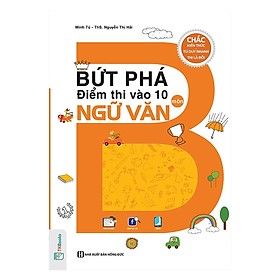 Minh Tú - ThS. Nguyễn Thị Hải
CHẮC
KIẾN THỨC
TƯ DUY NHANH
THI LÀ ĐỖ!
BỨT PHÁ
Điểm thi vào 10
môn
NGỮ VĂN
MCBooks
NHÀ XUẤT BẢN HỒNG ĐỨC